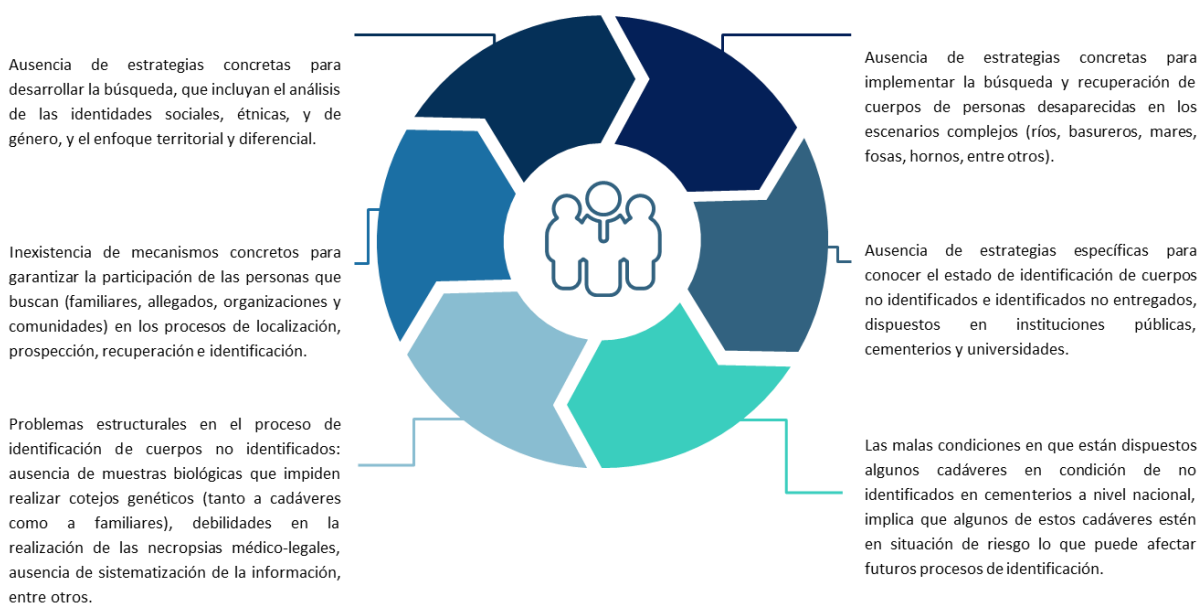 Ausencia de estrategias concretas para
desarrollar la búsqueda, que incluyan el análisis
de las identidades sociales, étnicas, y de
género, y el enfoque territorial y diferencial.
Inexistencia de mecanismos concretos para
garantizar la participación de las personas que
buscan (familiares, allegados, organizaciones y
comunidades) en los procesos de localización,
prospección, recuperación e identificación.
Problemas estructurales en el proceso de
identificación de cuerpos no identificados:
ausencia de muestras biológicas que impiden
realizar cotejos genéticos (tanto a cadáveres
como a familiares), debilidades en la
realización de las necropsias médico-legales,
ausencia de sistematización de la información,
entre otros.
Ausencia de estrategias concretas para
implementar la búsqueda y recuperación de
cuerpos de personas desaparecidas en los
escenarios complejos (ríos, basureros, mares,
fosas, hornos, entre otros).
Ausencia de estrategias específicas para
conocer el estado de identificación de cuerpos
no identificados e identificados no entregados,
dispuestos en instituciones públicas,
cementerios y universidades.
Las malas condiciones en que están dispuestos
algunos cadáveres en condición de no
identificados en cementerios a nivel nacional,
implica que algunos de estos cadáveres estén
en situación de riesgo lo que puede afectar
futuros procesos de identificación.